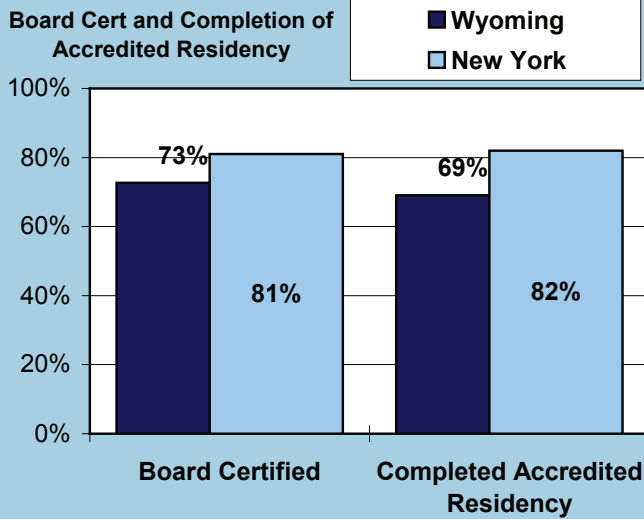 Board Cert and Completion of
Accredited Residency
Wyoming
New York
100%
80%
60%
40%
20%
0%
73%
81%
69%
82%
Board Certified
Completed Accredited
Residency